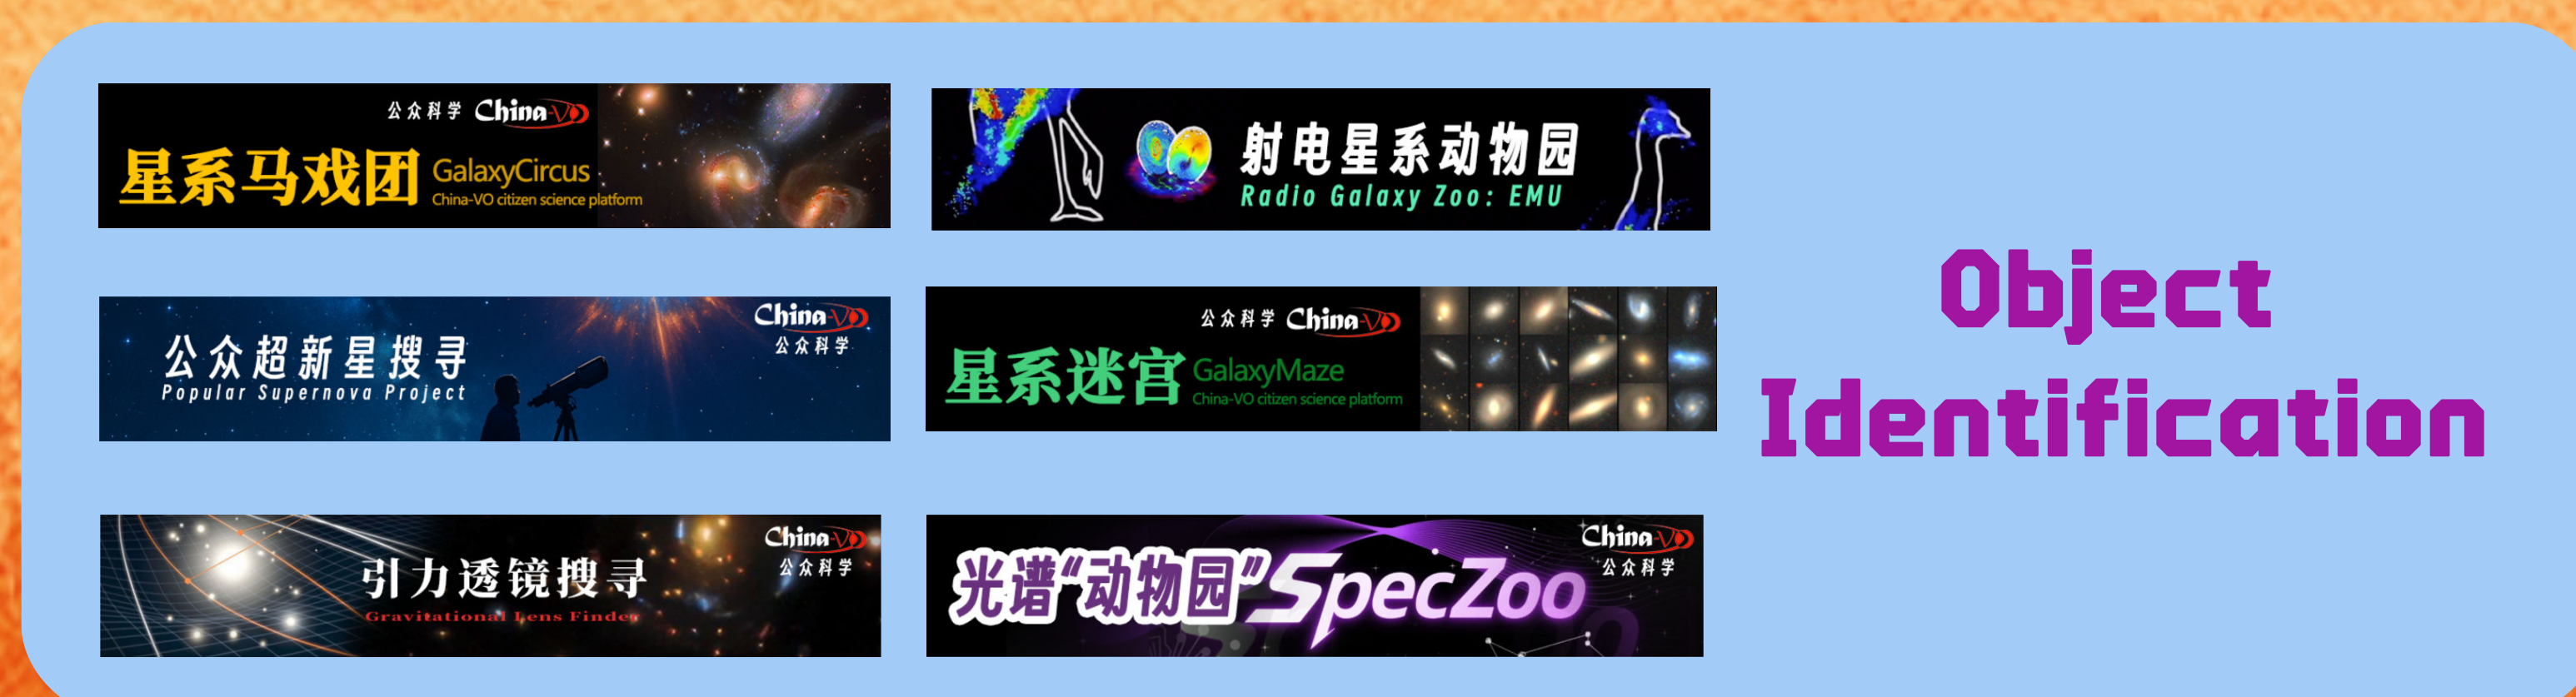 公众科学 China-VO
星系马戏团 GalaxyCircus
China-VO citizen science platform
射电星系动物园
Radio Galaxy Zoo: EMU
China-VO
公众科学
公众超新星搜寻
Popular Supernova Project
公众科学 China-VO
星系迷宫 GalaxyMaze
China-VO citizen science platform
China-VO
公众科学
引力透镜搜寻
Gravitational Lens Finder
China-VO
公众科学
光谱“动物园” SpecZoo
Object
Identification